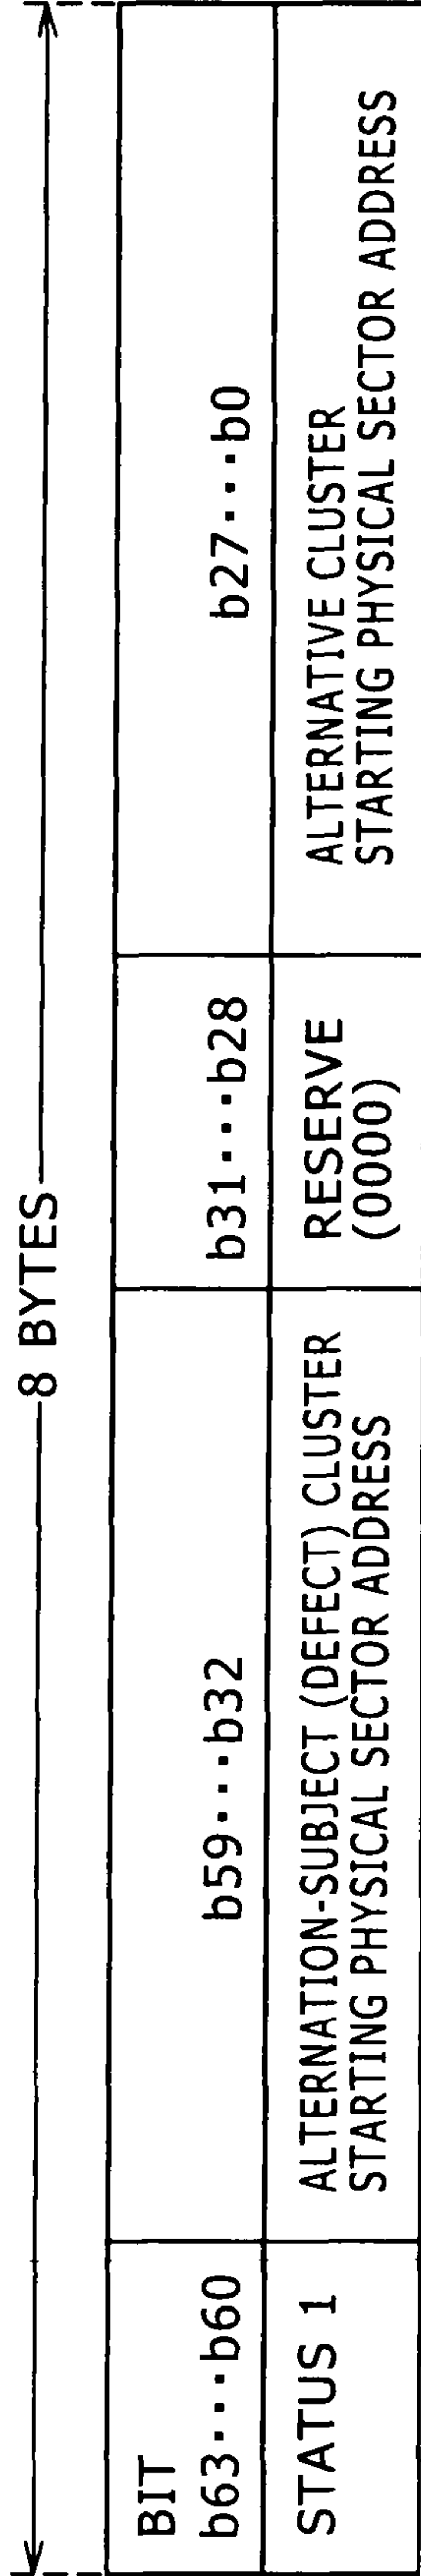 8 BYTES
BIT
b63···b60
b59···b32
b31···b28
b27···b0
STATUS 1
ALTERNATION-SUBJECT (DEFECT) CLUSTER
STARTING PHYSICAL SECTOR ADDRESS
RESERVE
(0000)
ALTERNATIVE CLUSTER
STARTING PHYSICAL SECTOR ADDRESS